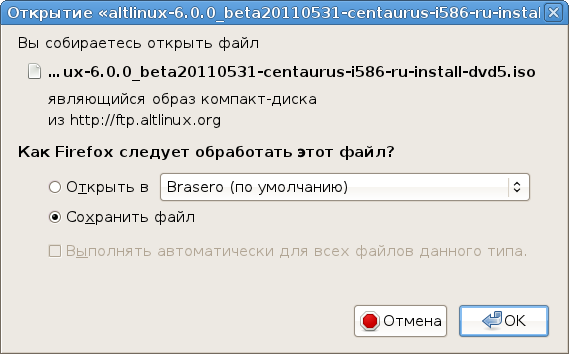 Открытие «altlinux-6.0.0_beta20110531-centaurus-i586-ru-instal
Вы собираетесь открыть файл
... ux-6.0.0_beta20110531-centaurus-i586-ru-install-dvd5.iso
являющийся образ компакт-диска
из http://ftp.altlinux.org
Как Firefox следует обработать этот файл?
Открыть в Brasero (по умолчанию)
Сохранить файл
Выполнять автоматически для всех файлов данного типа.
Отмена OK